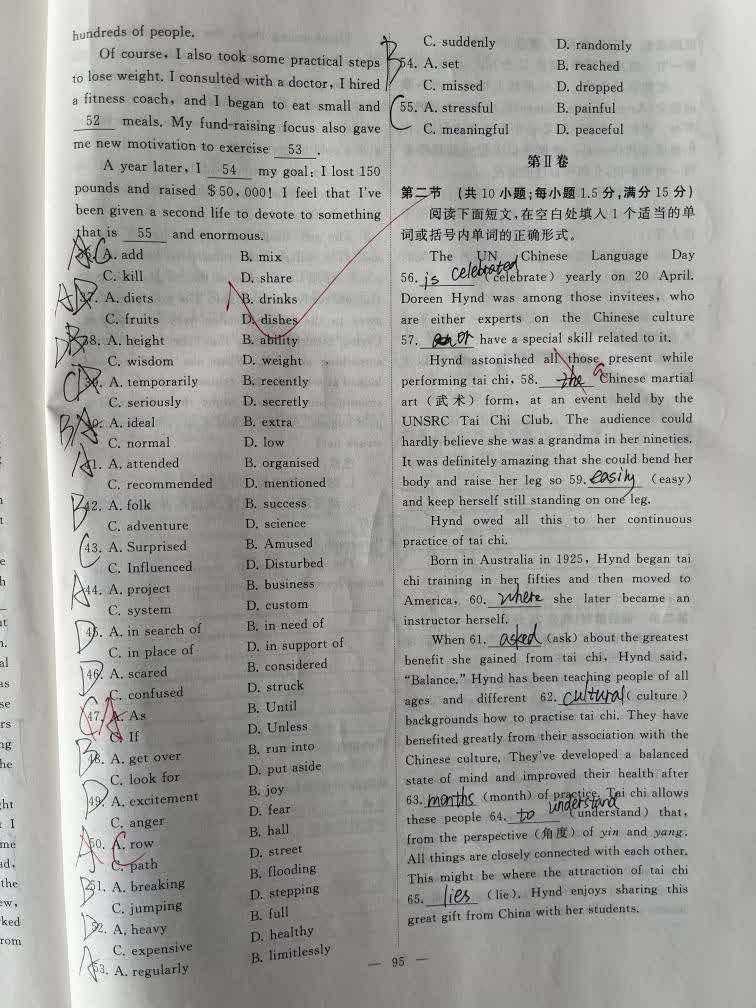 hundreds of people.
Of course, I also took some practical steps
to lose weight. I consulted with a doctor, I hired
a fitness coach, and I began to eat small and
52 meals. My fund-raising focus also gave
me new motivation to exercise 53 .
A year later, I 54 my goal: I lost 150
pounds and raised $50,000! I feel that I've
been given a second life to devote to something
that is 55 and enormous.
C A. add B. mix
C. kill D. share
D 37. A. diets B. drinks
C. fruits D. dishes
B 38. A. height B. ability
C. wisdom D. weight
D A. temporarily B. recently
C. seriously D. secretly
A A. ideal B. extra
C. normal D. low
A 41. A. attended B. organised
C. recommended D. mentioned
B 42. A. folk B. success
C. adventure D. science
C 43. A. Surprised B. Amused
C. Influenced D. Disturbed
A 44. A. project B. business
C. system D. custom
D 45. A. in search of B. in need of
C. in place of D. in support of
D 46. A. scared B. considered
C. confused D. struck
C A 47. A. As B. Until
C. If D. Unless
B 48. A. get over B. run into
C. look for D. put aside
D 49. A. excitement B. joy
C. anger D. fear
A C 50. A. row B. hall
C. path D. street
B 51. A. breaking B. flooding
C. jumping D. stepping
D 52. A. heavy B. full
C. expensive D. healthy
A 53. A. regularly B. limitlessly
C. suddenly D. randomly
B 54. A. set B. reached
C. missed D. dropped
C 55. A. stressful B. painful
C. meaningful D. peaceful
第Ⅱ卷
第二节 (共 10 小题;每小题 1.5 分,满分 15 分)
阅读下面短文,在空白处填入 1 个适当的单
词或括号内单词的正确形式。
The UN Chinese Language Day
56. is celebrated (celebrate) yearly on 20 April.
Doreen Hynd was among those invitees, who
are either experts on the Chinese culture
57. or have a special skill related to it.
Hynd astonished all those present while
performing tai chi, 58. the a Chinese martial
art (武术) form, at an event held by the
UNSRC Tai Chi Club. The audience could
hardly believe she was a grandma in her nineties.
It was definitely amazing that she could bend her
body and raise her leg so 59. easily (easy)
and keep herself still standing on one leg.
Hynd owed all this to her continuous
practice of tai chi.
Born in Australia in 1925, Hynd began tai
chi training in her fifties and then moved to
America, 60. where she later became an
instructor herself.
When 61. asked (ask) about the greatest
benefit she gained from tai chi, Hynd said,
"Balance." Hynd has been teaching people of all
ages and different 62. cultural (culture)
backgrounds how to practise tai chi. They have
benefited greatly from their association with the
Chinese culture. They've developed a balanced
state of mind and improved their health after
63. months (month) of practice. Tai chi allows
these people 64. to understand (understand) that,
from the perspective (角度) of yin and yang.
All things are closely connected with each other.
This might be where the attraction of tai chi
65. lies (lie). Hynd enjoys sharing this
great gift from China with her students.
— 95 —